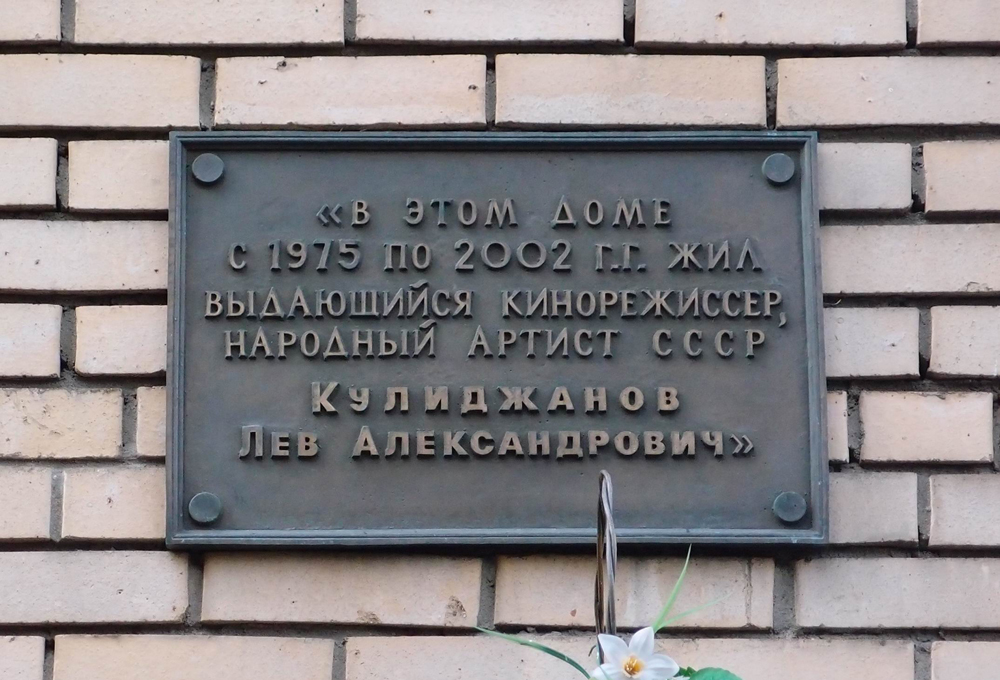 «В ЭТОМ ДОМЕ
С 1975 ПО 2002 Г.Г. ЖИЛ
ВЫДАЮЩИЙСЯ КИНОРЕЖИССЕР,
НАРОДНЫЙ АРТИСТ СССР
КУЛИДЖАНОВ
ЛЕВ АЛЕКСАНДРОВИЧ»